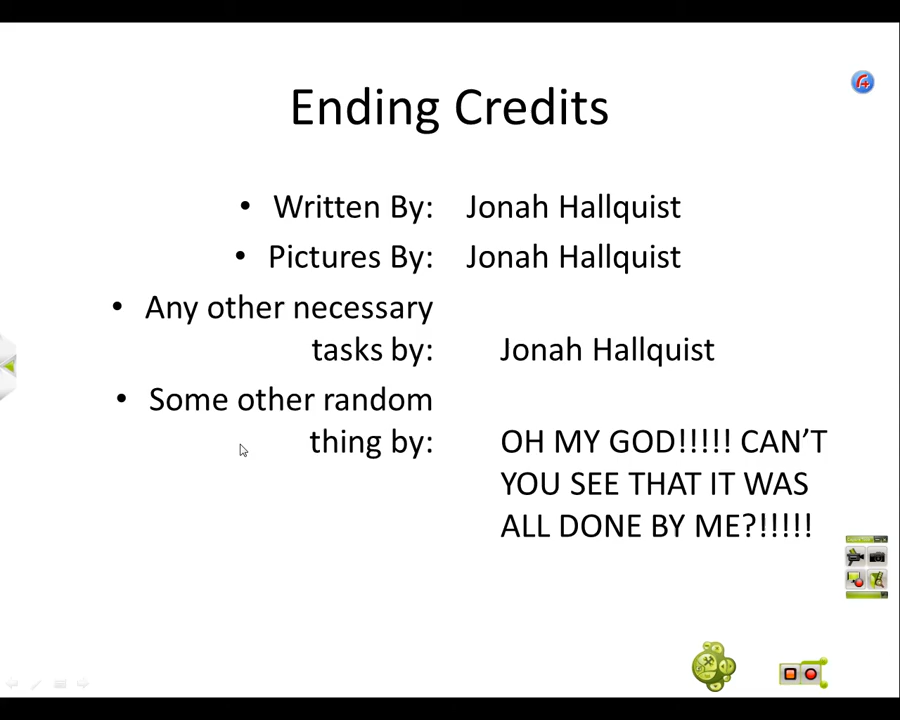 Ending Credits
• Written By: Jonah Hallquist
• Pictures By: Jonah Hallquist
• Any other necessary
tasks by: Jonah Hallquist
• Some other random
thing by: OH MY GOD!!!!! CAN’T
YOU SEE THAT IT WAS
ALL DONE BY ME?!!!!!